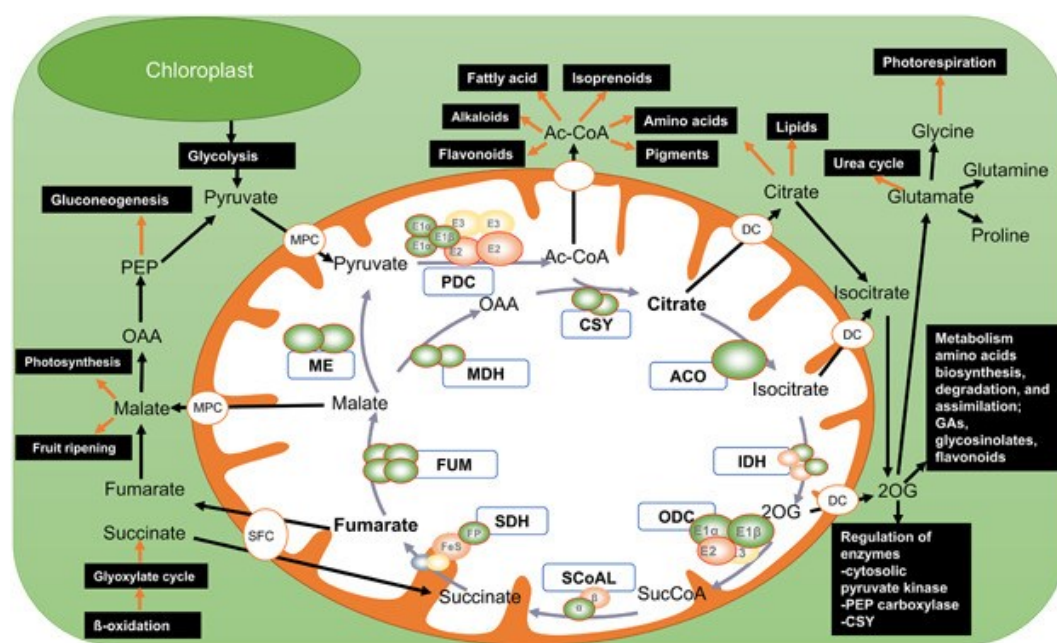 Chloroplast
Glycolysis
Pyruvate
Gluconeogenesis
PEP
OAA
Photosynthesis
Malate
Fruit ripening
Fumarate
Succinate
Glyoxylate cycle
ß-oxidation
MPC
MPC
SFC
Fattly acid
Isoprenoids
Alkaloids
Ac-CoA
Amino acids
Flavonoids
Pigments
Lipids
Citrate
Photorespiration
Glycine
Urea cycle
Glutamine
Glutamate
Proline
Isocitrate
DC
DC
DC
2OG
Metabolism
amino acids
biosynthesis,
degradation, and
assimilation;
GAs,
glycosinolates,
flavonoids
Regulation of
enzymes
-cytosolic
pyruvate kinase
-PEP carboxylase
-CSY
Pyruvate
E1α
E1α
E1β
E3
E3
E2
E2
PDC
Ac-CoA
OAA
CSY
Citrate
ACO
Isocitrate
IDH
2OG
ODC
E1α
E1β
E2
E3
SucCoA
SCoAL
α
β
Succinate
SDH
FP
FeS
Fumarate
FUM
Malate
MDH
ME